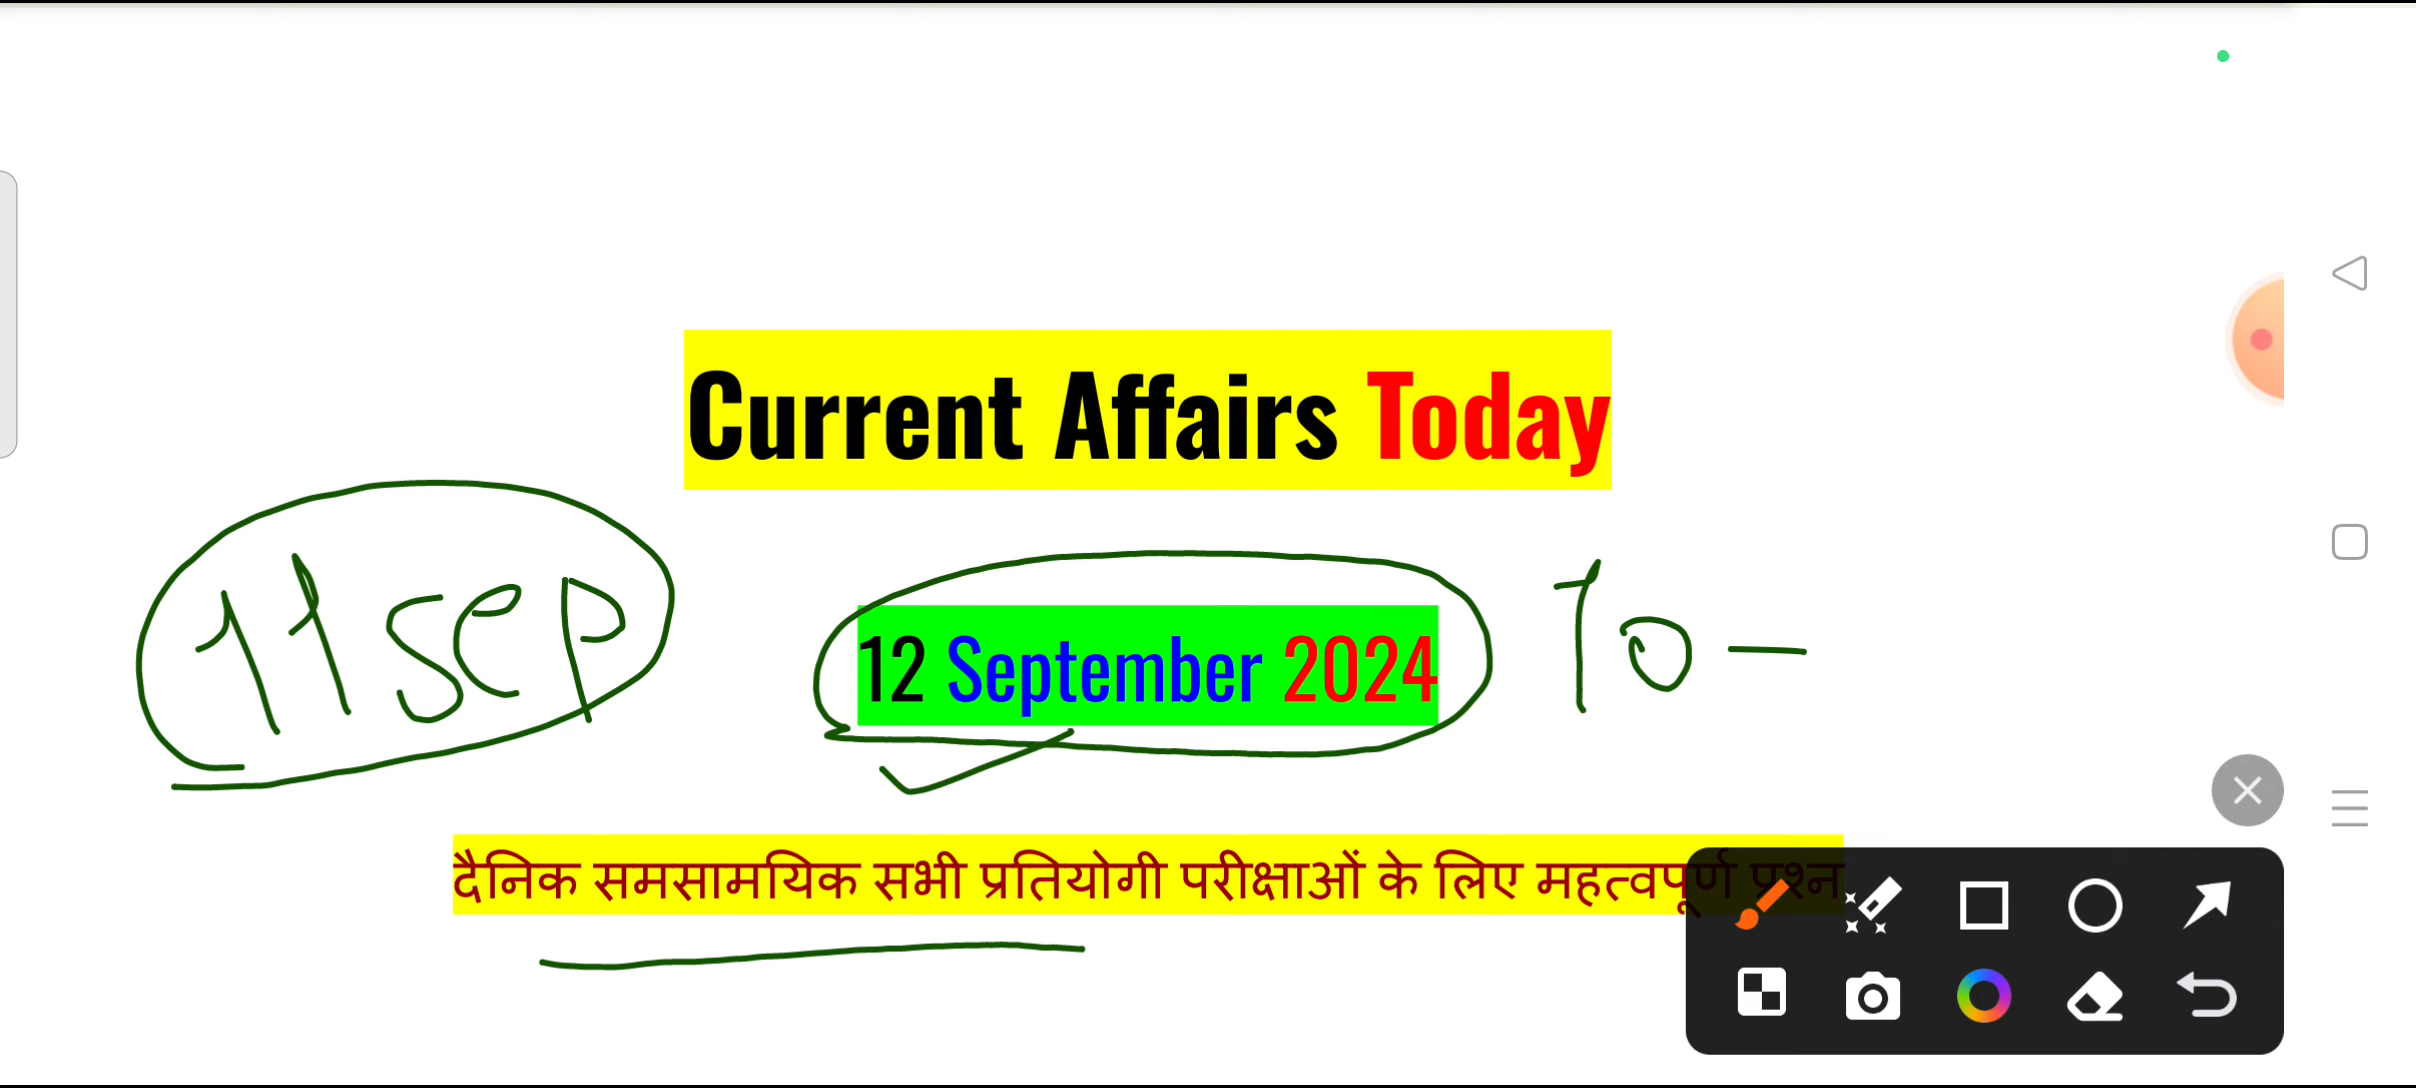 Current Affairs Today
11 sep
12 September 2024
To -
दैनिक समसामयिक सभी प्रतियोगी परीक्षाओं के लिए महत्वपूर्ण प्रश्न